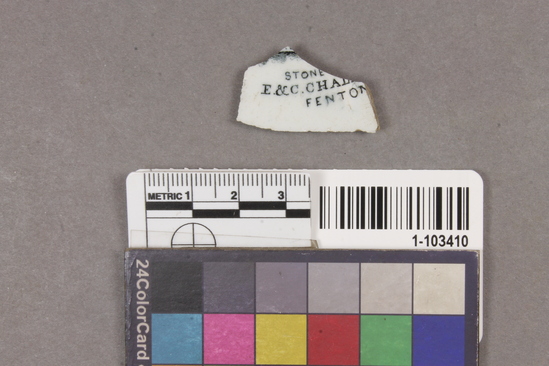 STONE
E.&C. CHAL
FENTON
METRIC 1 2 3
1-103410
24ColorCard